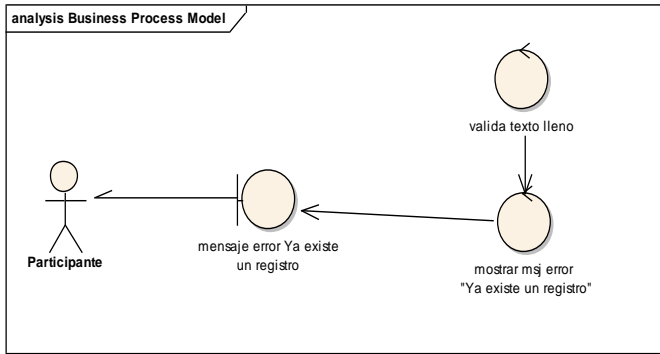 analysis Business Process Model
valida texto lleno
mensaje error Ya existe
un registro
Participante
mostrar msj error
"Ya existe un registro"